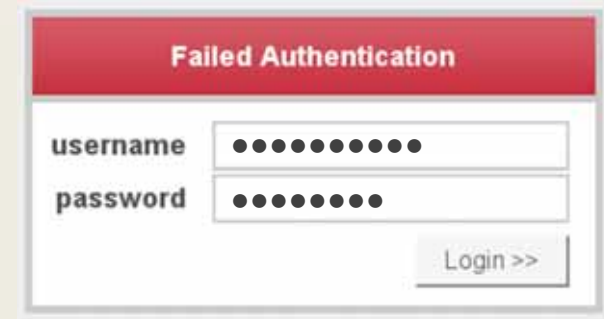 Failed Authentication
username ●●●●●●●●●●
password ●●●●●●●●
Login >>